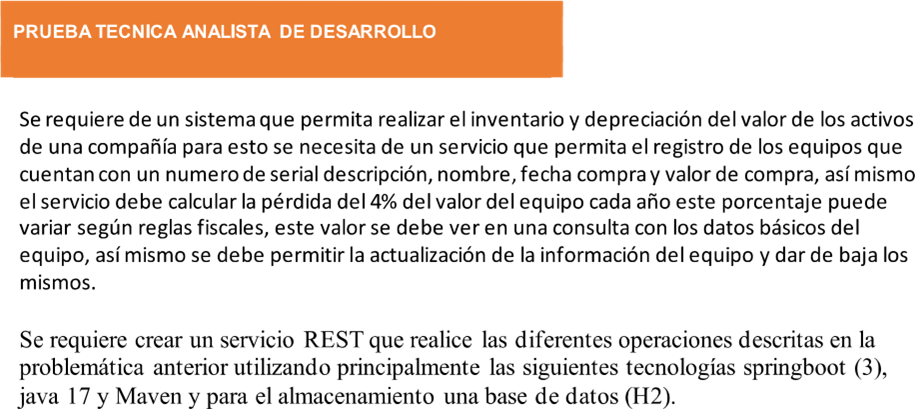 PRUEBA TECNICA ANALISTA DE DESARROLLO
Se requiere de un sistema que permita realizar el inventario y depreciación del valor de los activos
de una compañía para esto se necesita de un servicio que permita el registro de los equipos que
cuentan con un numero de serial descripción, nombre, fecha compra y valor de compra, así mismo
el servicio debe calcular la pérdida del 4% del valor del equipo cada año este porcentaje puede
variar según reglas fiscales, este valor se debe ver en una consulta con los datos básicos del
equipo, así mismo se debe permitir la actualización de la información del equipo y dar de baja los
mismos.
Se requiere crear un servicio REST que realice las diferentes operaciones descritas en la
problemática anterior utilizando principalmente las siguientes tecnologías springboot (3),
java 17 y Maven y para el almacenamiento una base de datos (H2).